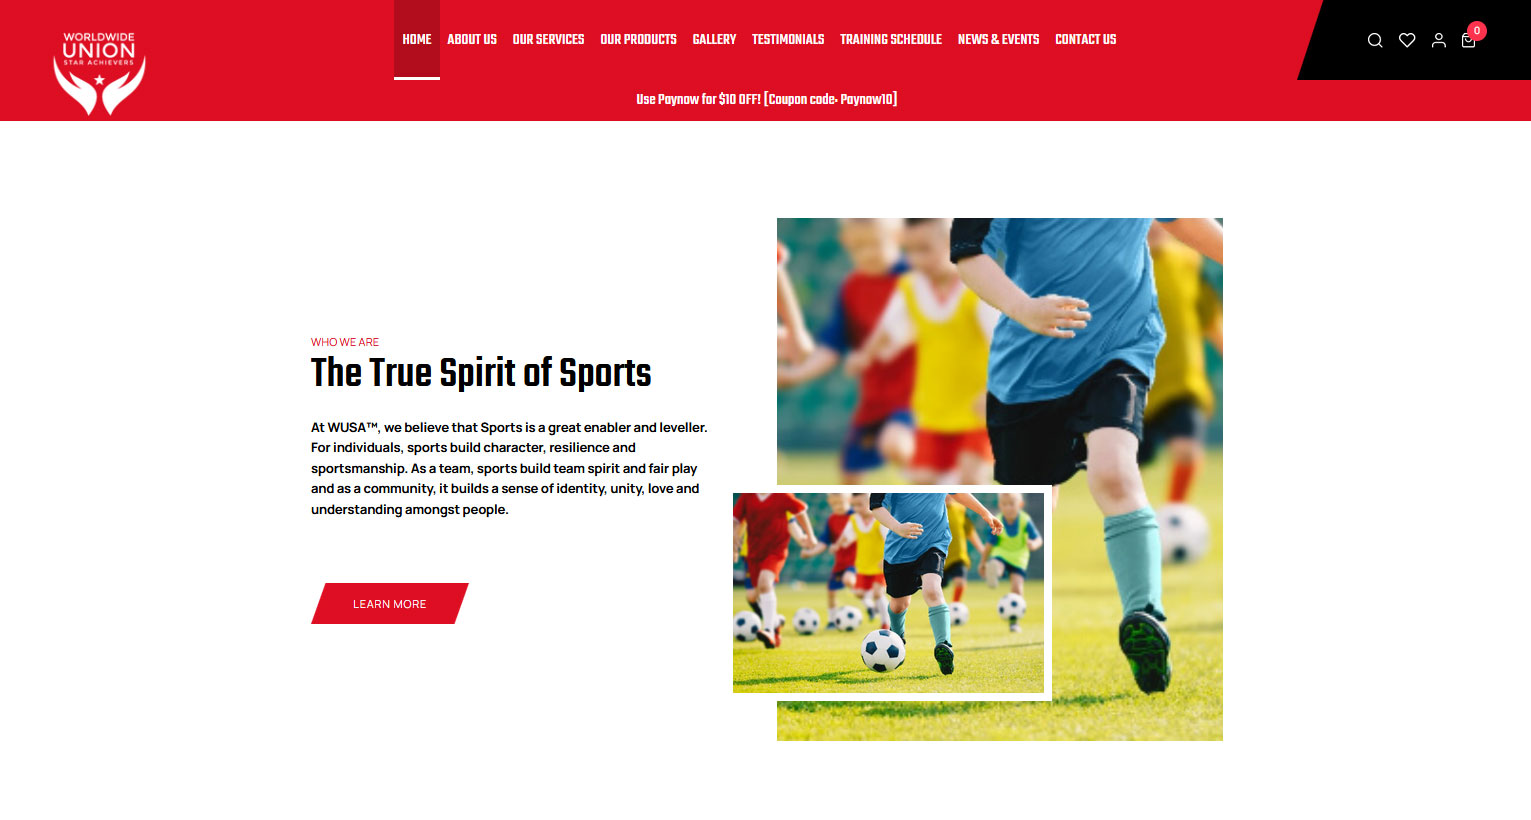 WORLDWIDE
UNION
STAR ACHIEVERS
HOME ABOUT US OUR SERVICES OUR PRODUCTS GALLERY TESTIMONIALS TRAINING SCHEDULE NEWS & EVENTS CONTACT US
0
Use Paynow for $10 OFF! [Coupon code: Paynow10]
WHO WE ARE
The True Spirit of Sports
At WUSA™, we believe that Sports is a great enabler and leveller.
For individuals, sports build character, resilience and
sportsmanship. As a team, sports build team spirit and fair play
and as a community, it builds a sense of identity, unity, love and
understanding amongst people.
LEARN MORE